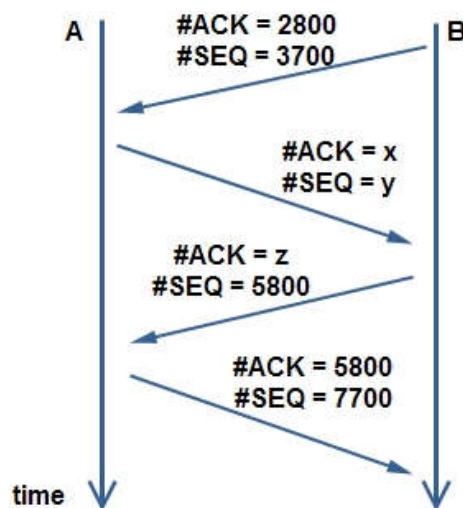 A
B
#ACK = 2800
#SEQ = 3700
#ACK = x
#SEQ = y
#ACK = z
#SEQ = 5800
#ACK = 5800
#SEQ = 7700
time